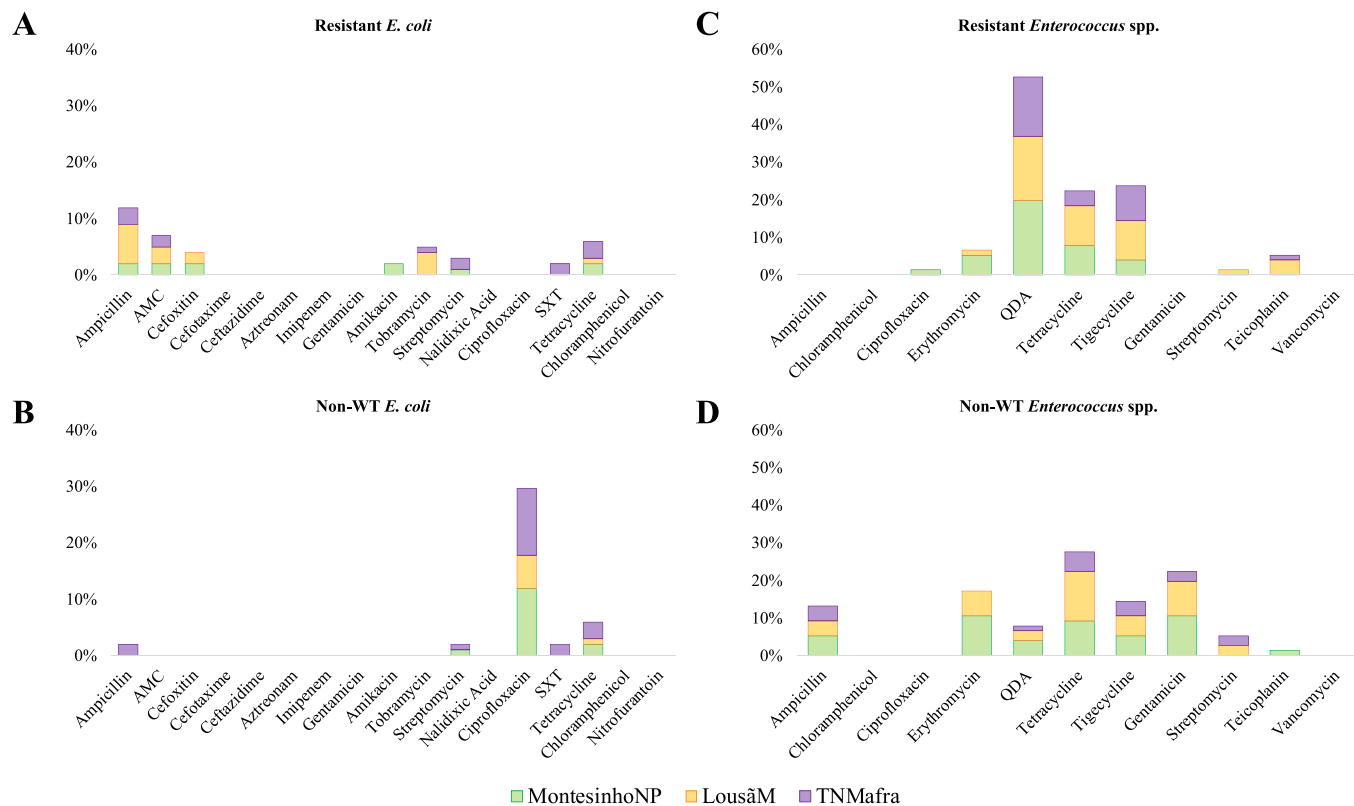 A
Resistant E. coli
40%
30%
20%
10%
0%
Ampicillin
AMC
Cefoxitin
Cefotaxime
Ceftazidime
Aztreonam
Imipenem
Gentamicin
Amikacin
Tobramycin
Streptomycin
Nalidixic Acid
Ciprofloxacin
SXT
Tetracycline
Chloramphenicol
Nitrofurantoin
C
Resistant Enterococcus spp.
60%
50%
40%
30%
20%
10%
0%
Ampicillin
Chloramphenicol
Ciprofloxacin
Erythromycin
QDA
Tetracycline
Tigecycline
Gentamicin
Streptomycin
Teicoplanin
Vancomycin
B
Non-WT E. coli
40%
30%
20%
10%
0%
Ampicillin
AMC
Cefoxitin
Cefotaxime
Ceftazidime
Aztreonam
Imipenem
Gentamicin
Amikacin
Tobramycin
Streptomycin
Nalidixic Acid
Ciprofloxacin
SXT
Tetracycline
Chloramphenicol
Nitrofurantoin
D
Non-WT Enterococcus spp.
60%
50%
40%
30%
20%
10%
0%
Ampicillin
Chloramphenicol
Ciprofloxacin
Erythromycin
QDA
Tetracycline
Tigecycline
Gentamicin
Streptomycin
Teicoplanin
Vancomycin
MontesinhoNP LousãM TNMafra